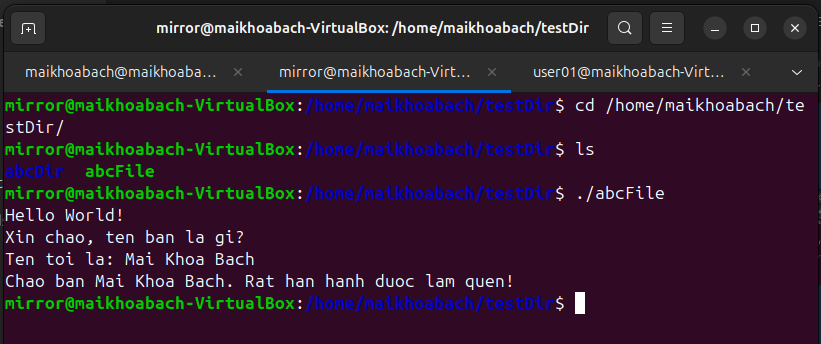 mirror@maikhoabach-VirtualBox: /home/maikhoabach/testDir
maikhoabach@maikhoaba... mirror@maikhoabach-Virt... user01@maikhoabach-Virt...
mirror@maikhoabach-VirtualBox:/home/maikhoabach/testDir$ cd /home/maikhoabach/te
stDir/
mirror@maikhoabach-VirtualBox:/home/maikhoabach/testDir$ ls
abcDir abcFile
mirror@maikhoabach-VirtualBox:/home/maikhoabach/testDir$ ./abcFile
Hello World!
Xin chao, ten ban la gi?
Ten toi la: Mai Khoa Bach
Chao ban Mai Khoa Bach. Rat han hanh duoc lam quen!
mirror@maikhoabach-VirtualBox:/home/maikhoabach/testDir$